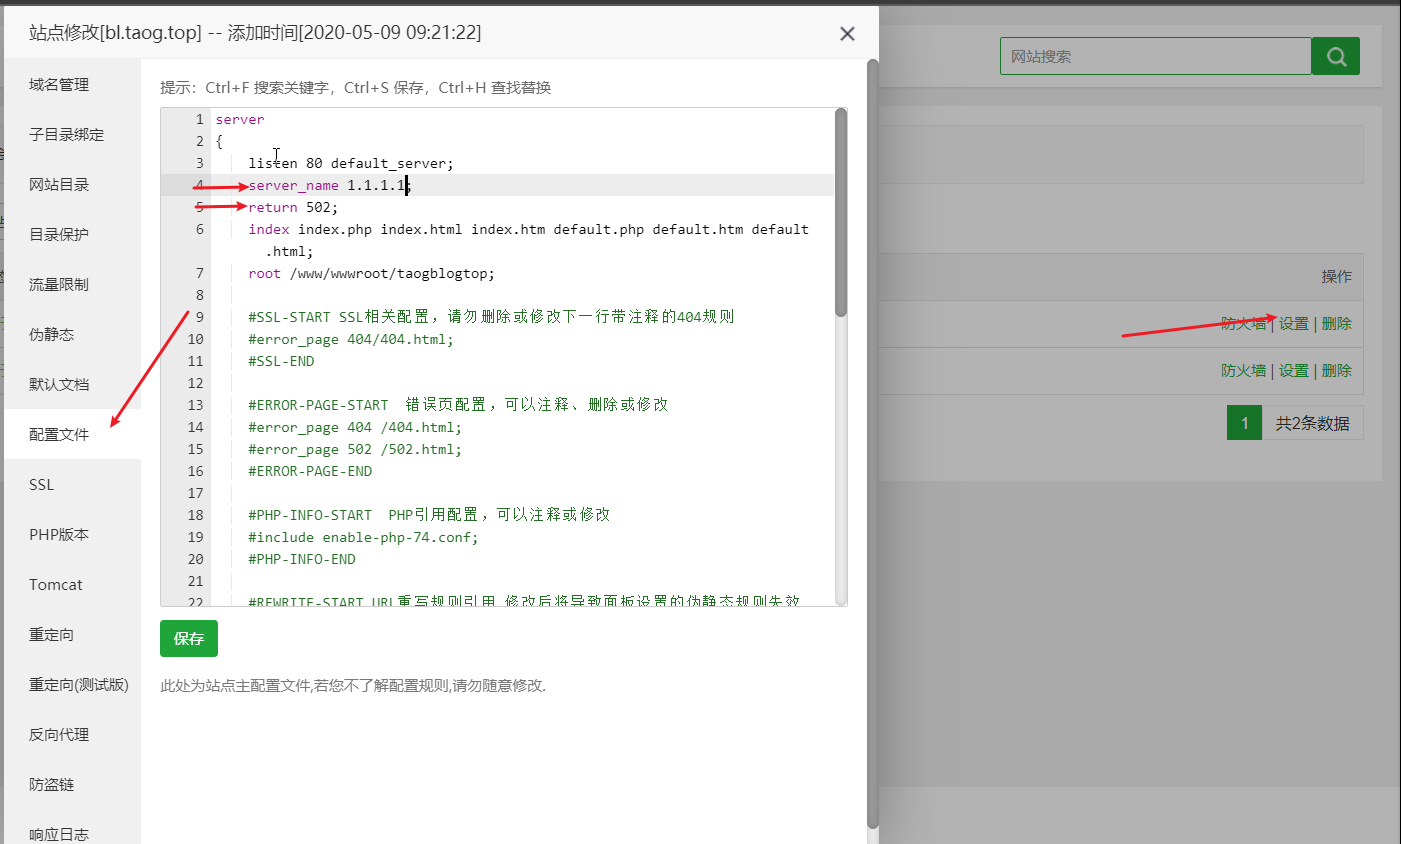 站点修改[bl.taog.top] -- 添加时间[2020-05-09 09:21:22]
域名管理
子目录绑定
网站目录
目录保护
流量限制
伪静态
默认文档
配置文件
SSL
PHP版本
Tomcat
重定向
重定向(测试版)
反向代理
防盗链
响应日志
提示：Ctrl+F 搜索关键字，Ctrl+S 保存，Ctrl+H 查找替换
1 server
2 {
3 listen 80 default_server;
4 server_name 1.1.1.1;
5 return 502;
6 index index.php index.html index.htm default.php default.htm default
.html;
7 root /www/wwwroot/taogblogtop;
8
9 #SSL-START SSL相关配置，请勿删除或修改下一行带注释的404规则
10 #error_page 404/404.html;
11 #SSL-END
12
13 #ERROR-PAGE-START  错误页配置，可以注释、删除或修改
14 #error_page 404 /404.html;
15 #error_page 502 /502.html;
16 #ERROR-PAGE-END
17
18 #PHP-INFO-START  PHP引用配置，可以注释或修改
19 #include enable-php-74.conf;
20 #PHP-INFO-END
21
22 #REWRITE-START URL重写规则引用,修改后将导致面板设置的伪静态规则失效
保存
此处为站点主配置文件,若您不了解配置规则,请勿随意修改.
网站搜索
操作
防火墙 | 设置 | 删除
防火墙 | 设置 | 删除
1 共2条数据